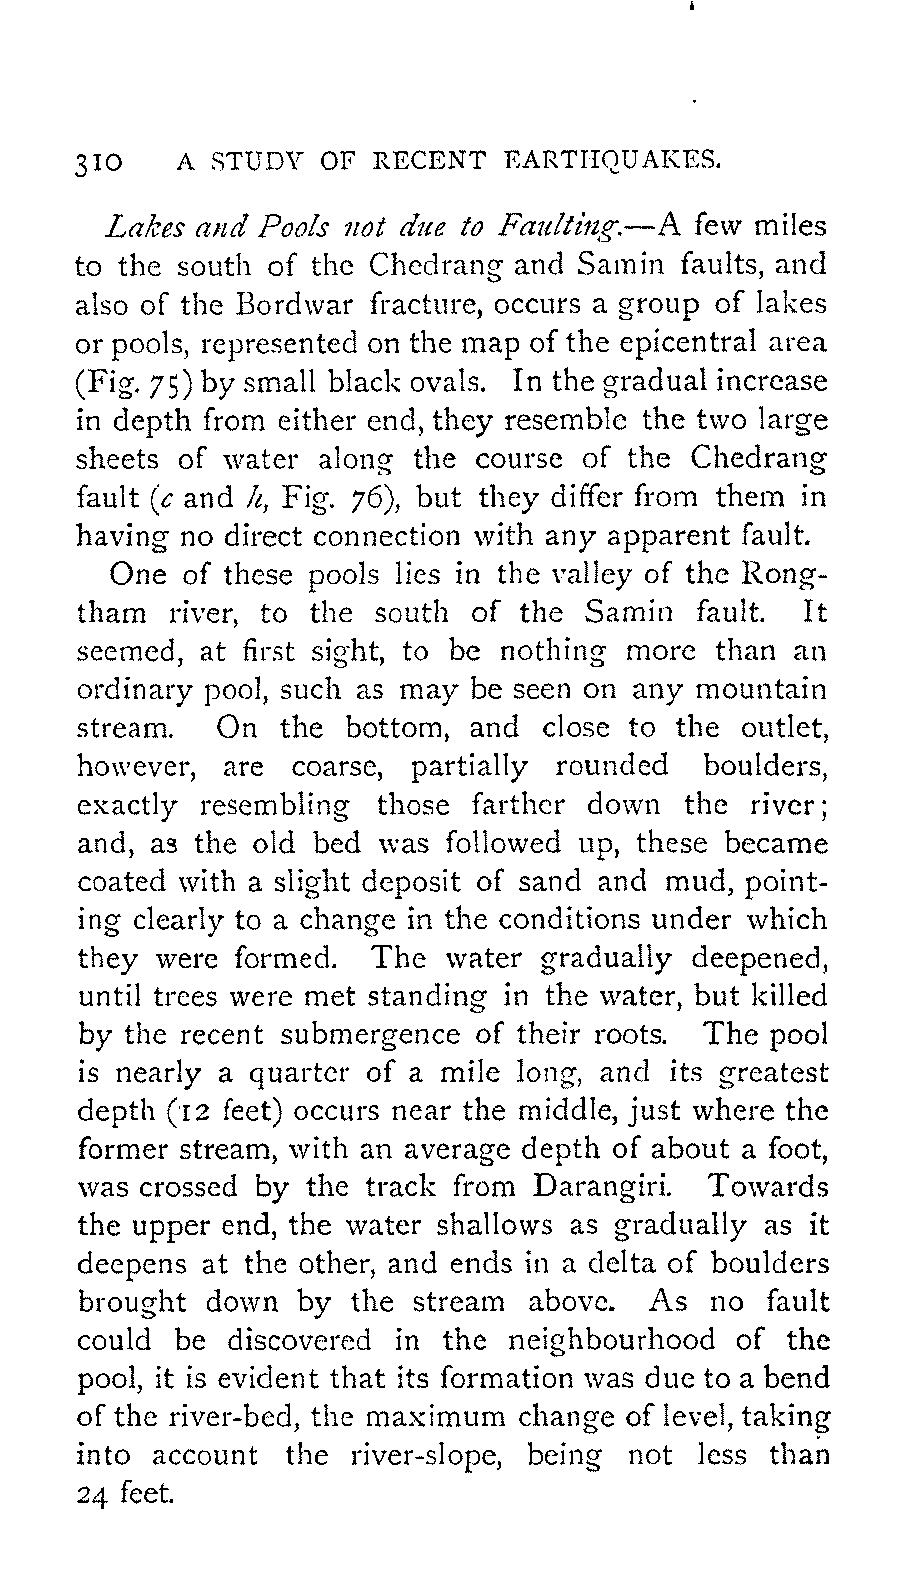 310 A STUDY OF RECENT EARTHQUAKES.
Lakes and Pools not due to Faulting.—A few miles
to the south of the Chedrang and Samin faults, and
also of the Bordwar fracture, occurs a group of lakes
or pools, represented on the map of the epicentral area
(Fig. 75) by small black ovals. In the gradual increase
in depth from either end, they resemble the two large
sheets of water along the course of the Chedrang
fault (c and h, Fig. 76), but they differ from them in
having no direct connection with any apparent fault.
One of these pools lies in the valley of the Rong-
tham river, to the south of the Samin fault. It
seemed, at first sight, to be nothing more than an
ordinary pool, such as may be seen on any mountain
stream. On the bottom, and close to the outlet,
however, are coarse, partially rounded boulders,
exactly resembling those farther down the river;
and, as the old bed was followed up, these became
coated with a slight deposit of sand and mud, point-
ing clearly to a change in the conditions under which
they were formed. The water gradually deepened,
until trees were met standing in the water, but killed
by the recent submergence of their roots. The pool
is nearly a quarter of a mile long, and its greatest
depth (12 feet) occurs near the middle, just where the
former stream, with an average depth of about a foot,
was crossed by the track from Darangiri. Towards
the upper end, the water shallows as gradually as it
deepens at the other, and ends in a delta of boulders
brought down by the stream above. As no fault
could be discovered in the neighbourhood of the
pool, it is evident that its formation was due to a bend
of the river-bed, the maximum change of level, taking
into account the river-slope, being not less than
24 feet.